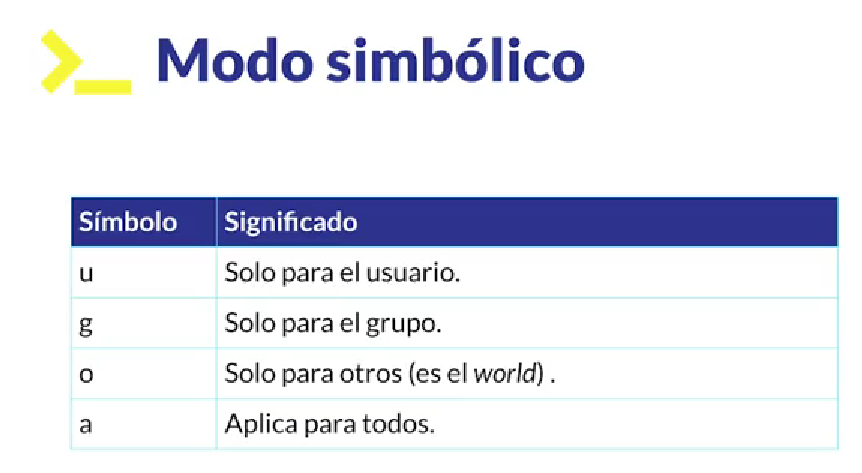 >_ Modo simbólico
Símbolo Significado
u Solo para el usuario.
g Solo para el grupo.
o Solo para otros (es el world) .
a Aplica para todos.